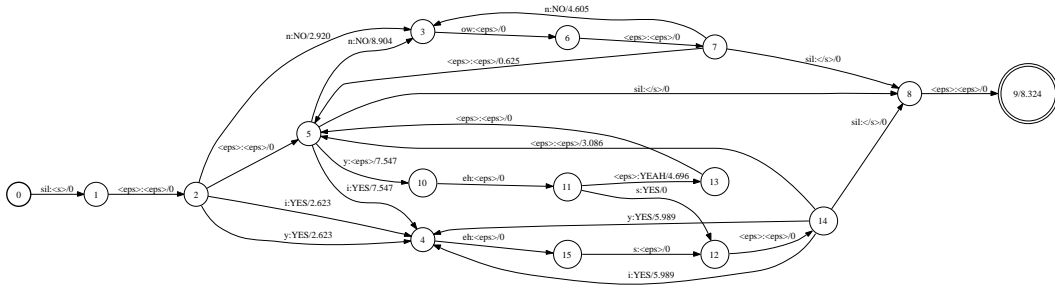 n:NO/4.605
n:NO/2.920
n:NO/8.904
3
ow:<eps>/0
6
<eps>:<eps>/0
7
<eps>:<eps>/0.625
sil:</s>/0
sil:</s>/0
8
<eps>:<eps>/0
9/8.324
<eps>:<eps>/0
<eps>:<eps>/0
5
<eps>:<eps>/3.086
sil:</s>/0
y:<eps>/7.547
10
eh:<eps>/0
11
<eps>:YEAH/4.696
13
i:YES/7.547
s:YES/0
0
sil:<s>/0
1
<eps>:<eps>/0
2
i:YES/2.623
y:YES/2.623
y:YES/5.989
14
4
eh:<eps>/0
15
s:<eps>/0
12
<eps>:<eps>/0
i:YES/5.989